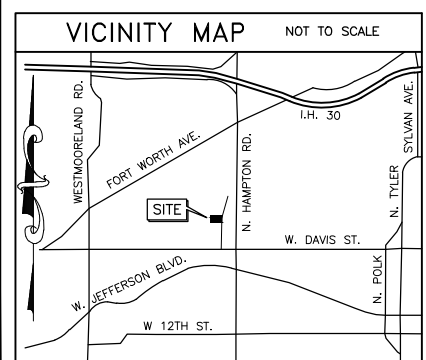 VICINITY MAP
NOT TO SCALE
WESTMOORELAND RD.
FORT WORTH AVE.
I.H. 30
SYLVAN AVE.
N. HAMPTON RD.
N. TYLER
SITE
W. DAVIS ST.
W. JEFFERSON BLVD.
N. POLK
W 12TH ST.